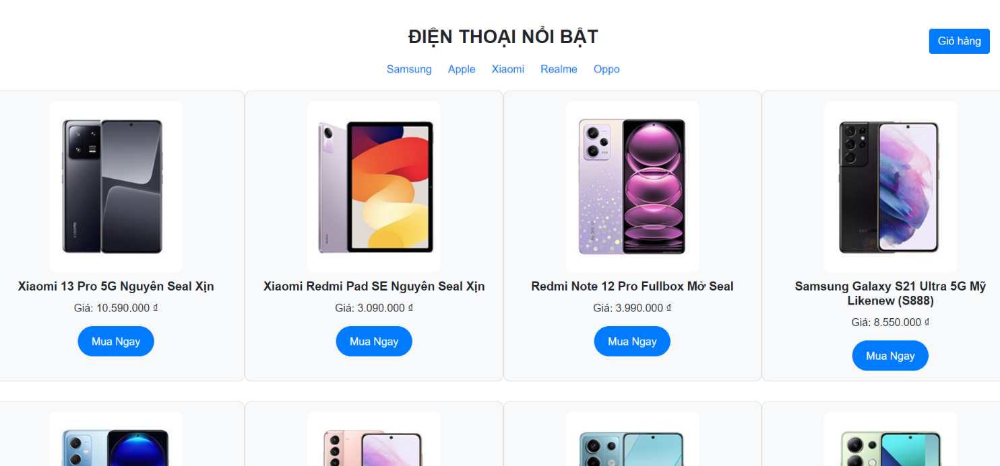 ĐIỆN THOẠI NỔI BẬT
Giỏ hàng
Samsung Apple Xiaomi Realme Oppo
Xiaomi 13 Pro 5G Nguyên Seal Xịn
Giá: 10.590.000 ₫
Mua Ngay
Xiaomi Redmi Pad SE Nguyên Seal Xịn
Giá: 3.090.000 ₫
Mua Ngay
Redmi Note 12 Pro Fullbox Mở Seal
Giá: 3.990.000 ₫
Mua Ngay
Samsung Galaxy S21 Ultra 5G Mỹ
Likenew (S888)
Giá: 8.550.000 ₫
Mua Ngay